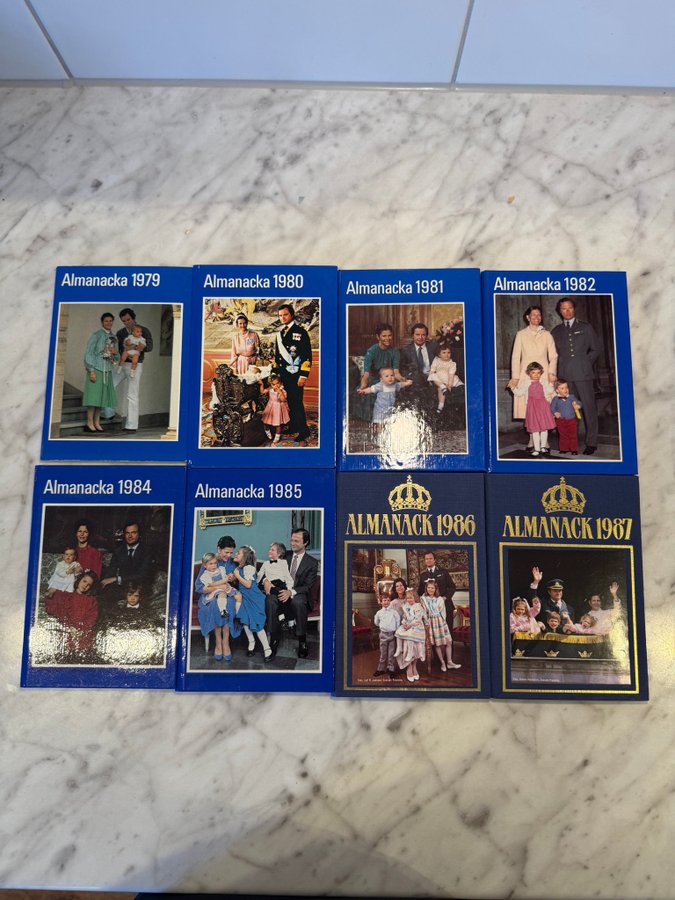 Almanacka 1979
Almanacka 1980
Almanacka 1981
Almanacka 1982
Almanacka 1984
Almanacka 1985
ALMANACK 1986
ALMANACK 1987